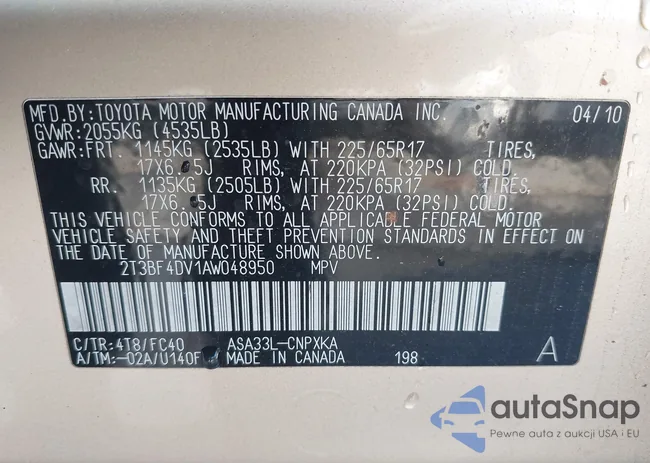 MFD.BY:TOYOTA MOTOR MANUFACTURING CANADA INC. 04/10
GVWR:2055KG (4535LB)
GAWR:FRT. 1145KG (2535LB) WITH 225/65R17 TIRES,
17X6. 5J RIMS, AT 220KPA (32PSI) COLD.
RR. 1135KG (2505LB) WITH 225/65R17 TIRES,
17X6. 5J RIMS, AT 220KPA (32PSI) COLD.
THIS VEHICLE CONFORMS TO ALL APPLICABLE FEDERAL MOTOR
VEHICLE SAFETY AND THEFT PREVENTION STANDARDS IN EFFECT ON
THE DATE OF MANUFACTURE SHOWN ABOVE.
2T3BF4DV1AW048950 MPV
C/TR:4T8/FC40 ASA33L-CNPXKA
A/TM:-02A/U140F MADE IN CANADA 198 A
autaSnap
Pewne auta z aukcji USA i EU